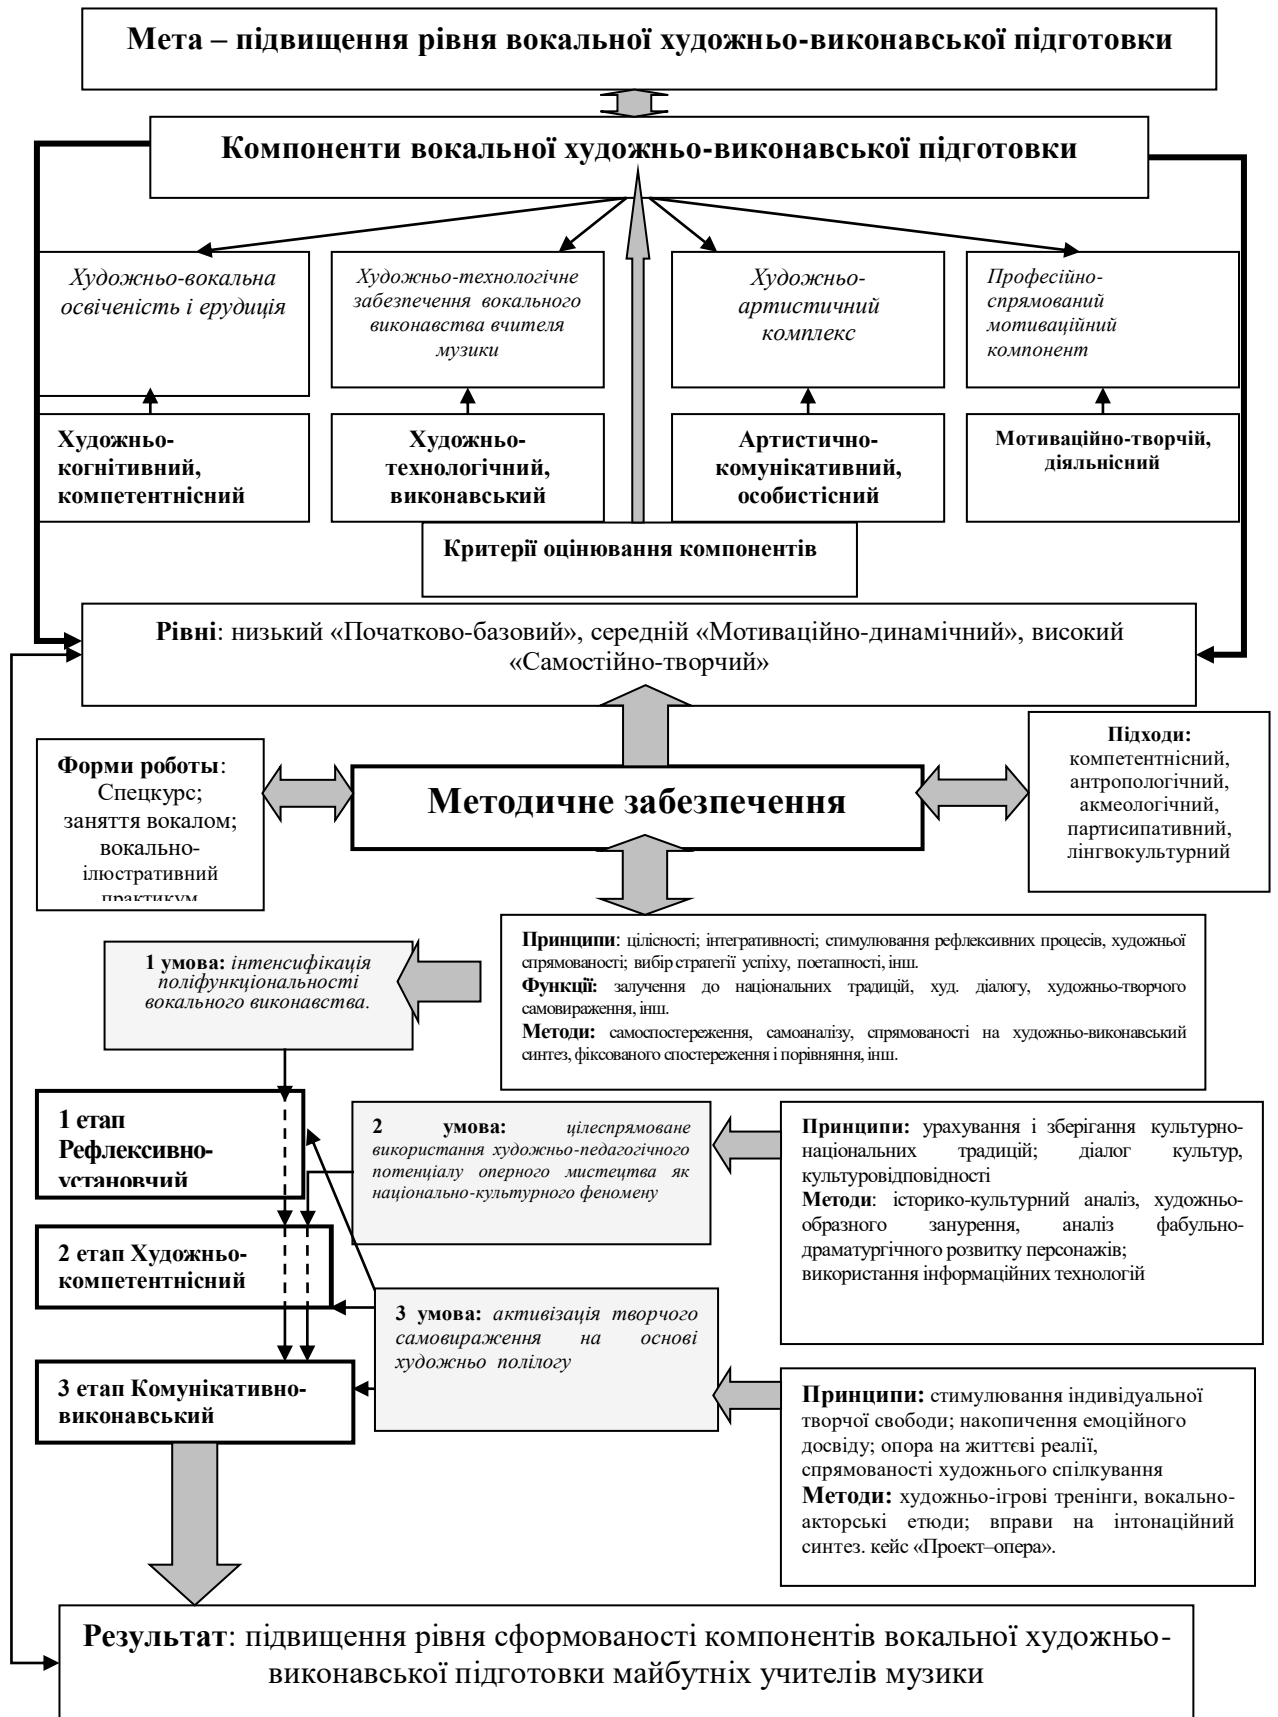 Мета – підвищення рівня вокальної художньо-виконавської підготовки
Компоненти вокальної художньо-виконавської підготовки
Художньо-вокальна
освіченість і ерудиція
Художньо-технологічне
забезпечення вокального
виконавства вчителя
музики
Художньо-
артистичний
комплекс
Професійно-
спрямований
мотиваційний
компонент
Художньо-
когнітивний,
компетентнісний
Художньо-
технологічний,
виконавський
Артистично-
комунікативний,
особистісний
Мотиваційно-творчій,
діяльнісний
Критерії оцінювання компонентів
Рівні: низький «Початково-базовий», середній «Мотиваційно-динамічний», високий
«Самостійно-творчий»
Форми роботы:
Спецкурс;
заняття вокалом;
вокально-
ілюстративний
практикум
Методичне забезпечення
Підходи:
компетентнісний,
антропологічний,
акмеологічний,
партисипативний,
лінгвокультурний
Принципи: цілісності; інтегративності; стимулювання рефлексивних процесів, художньої
спрямованості; вибір стратегії успіху, поетапності, інш.
Функції: залучення до національних традицій, худ. діалогу, художньо-творчого
самовираження, інш.
Методи: самоспостереження, самоаналізу, спрямованості на художньо-виконавський
синтез, фіксованого спостереження і порівняння, інш.
1 умова: інтенсифікація
поліфункціональності
вокального виконавства.
1 етап
Рефлексивно-
установчий
2 умова: цілеспрямоване
використання художньо-педагогічного
потенціалу оперного мистецтва як
національно-культурного феномену
Принципи: урахування і зберігання культурно-
національних традицій; діалог культур,
культуровідповідності
Методи: історико-культурний аналіз, художньо-
образного занурення, аналіз фабульно-
драматургічного розвитку персонажів;
використання інформаційних технологій
2 етап Художньо-
компетентнісний
3 умова: активізація творчого
самовираження на основі
художньо полілогу
3 етап Комунікативно-
виконавський
Принципи: стимулювання індивідуальної
творчої свободи; накопичення емоційного
досвіду; опора на життєві реалії,
спрямованості художнього спілкування
Методи: художньо-ігрові тренінги, вокально-
акторські етюди; вправи на інтонаційний
синтез. кейс «Проект–опера».
Результат: підвищення рівня сформованості компонентів вокальної художньо-
виконавської підготовки майбутніх учителів музики